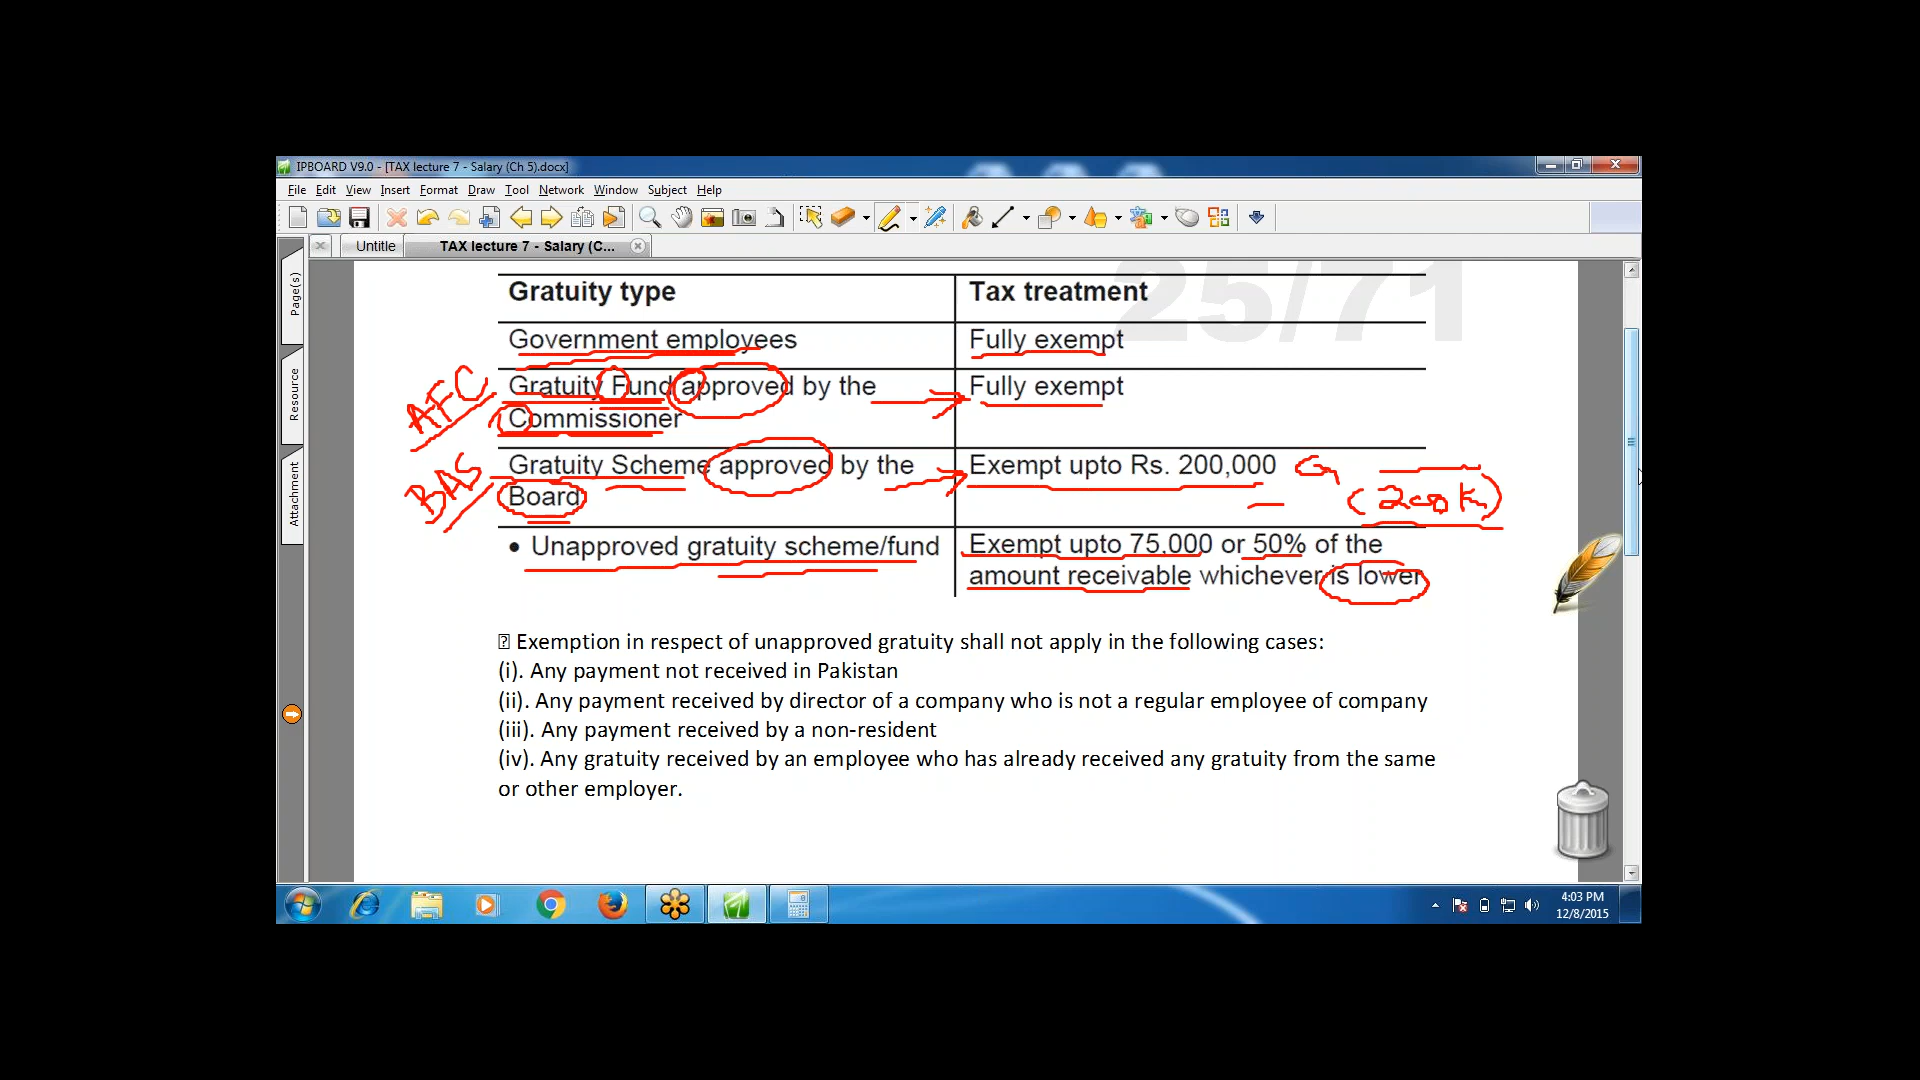 IPBOARD V9.0 - [TAX lecture 7 - Salary (Ch 5).docx]
File Edit View Insert Format Draw Tool Network Window Subject Help
Untitle TAX lecture 7 - Salary (C...
Page(s)
Resource
Attachment
25/71
Gratuity type Tax treatment
Government employees Fully exempt
AFC Gratuity Fund approved by the Fully exempt
Commissioner
BAS Gratuity Scheme approved by the Exempt upto Rs. 200,000
Board (200k)
• Unapproved gratuity scheme/fund Exempt upto 75,000 or 50% of the
amount receivable whichever is lower
Exemption in respect of unapproved gratuity shall not apply in the following cases:
(i). Any payment not received in Pakistan
(ii). Any payment received by director of a company who is not a regular employee of company
(iii). Any payment received by a non-resident
(iv). Any gratuity received by an employee who has already received any gratuity from the same
or other employer.
4:03 PM
12/8/2015